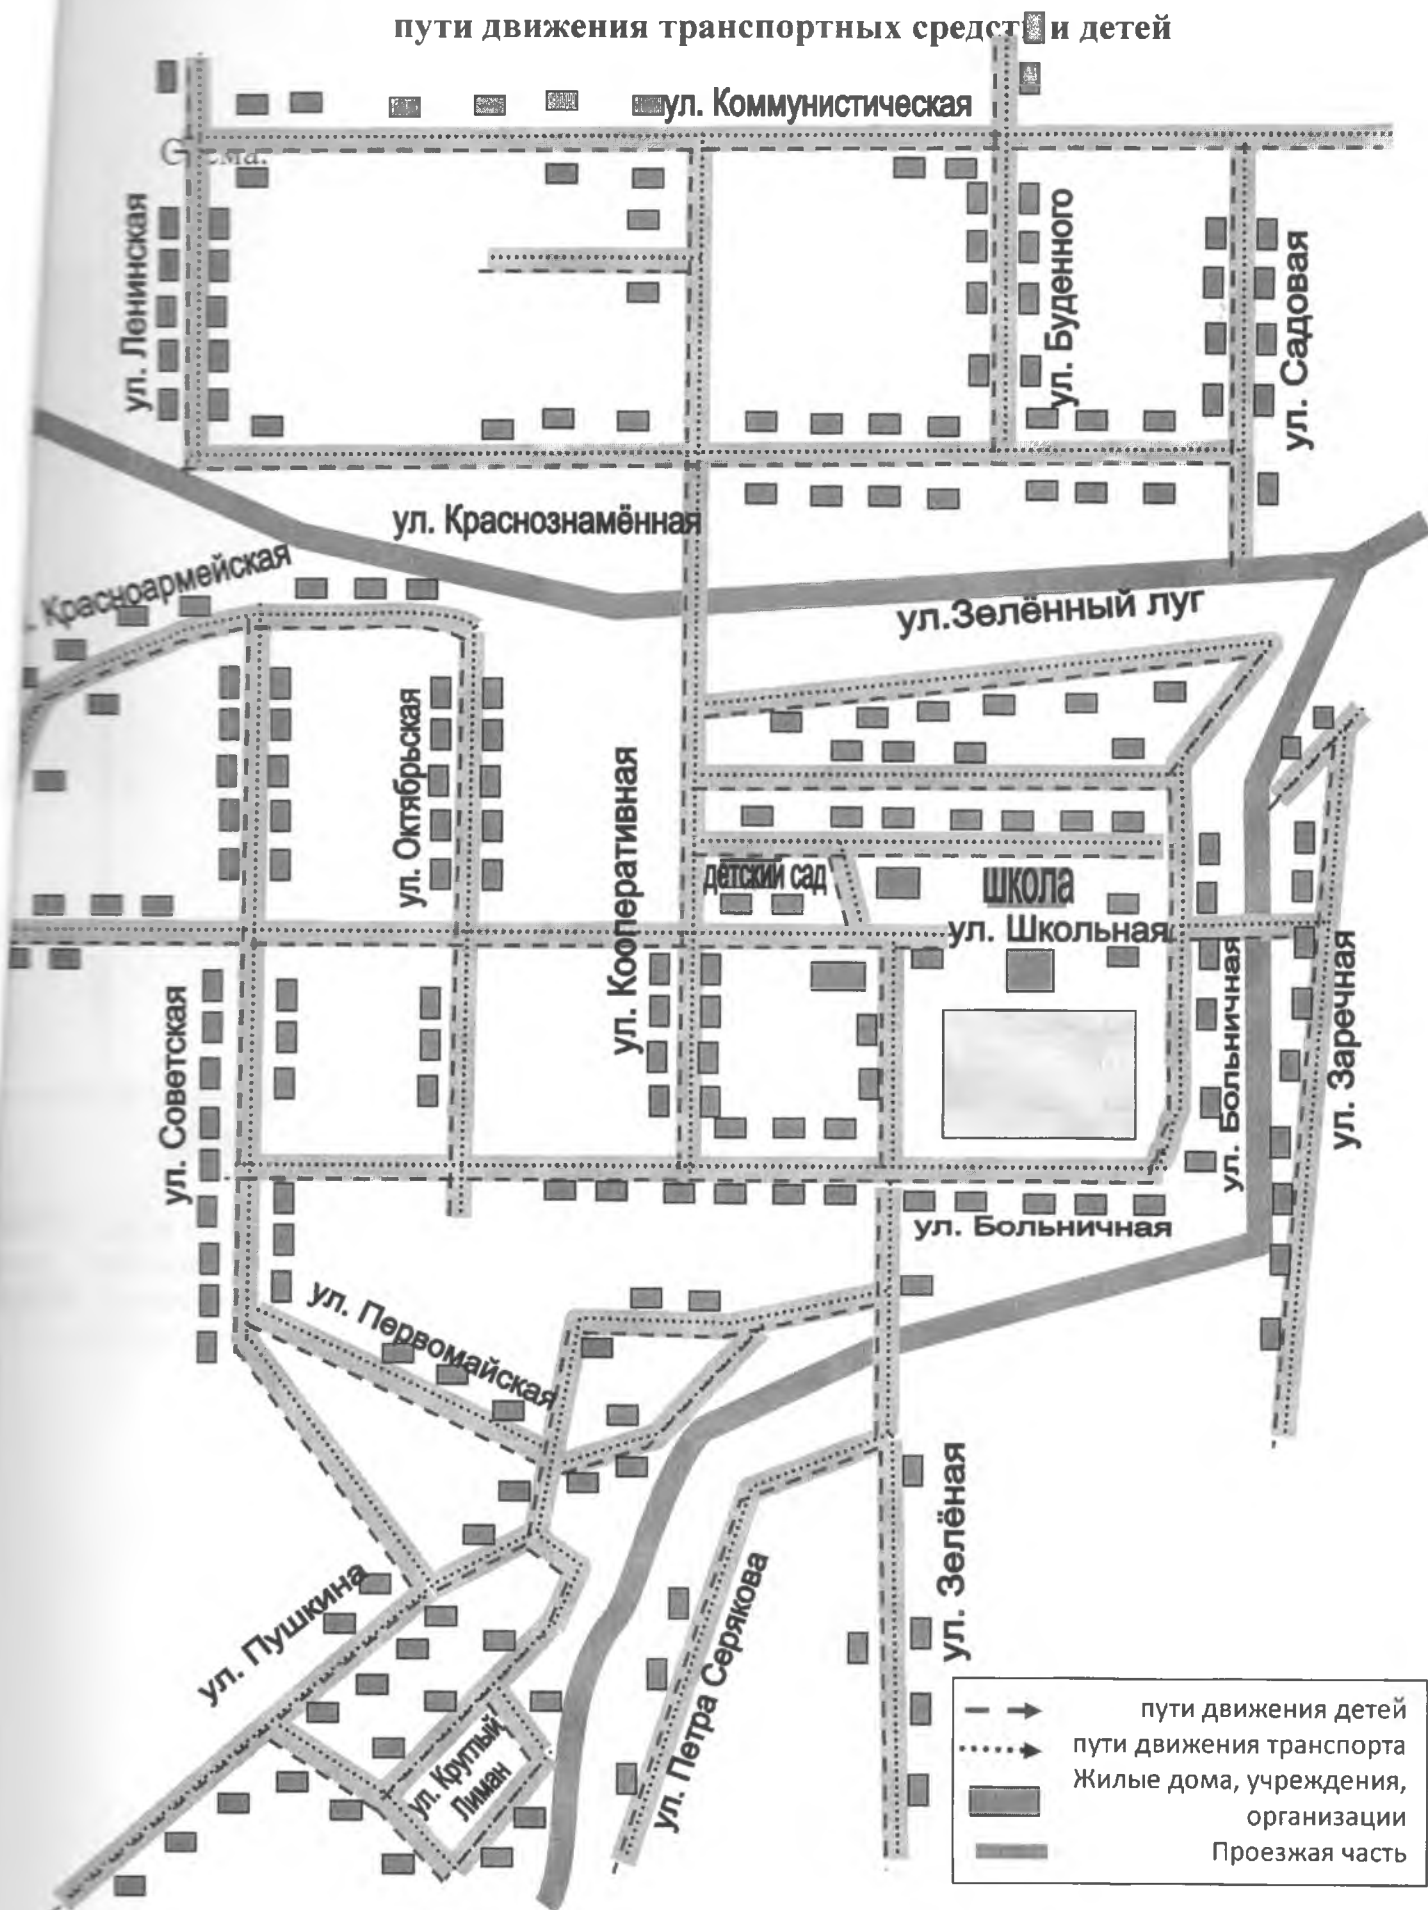 пути движения транспортных средств и детей
ул. Коммунистическая
Схема.
ул. Ленинская
ул. Буденного
ул. Садовая
ул. Краснознамённая
Красноармейская
ул.Зелённый луг
ул. Октябрьская
ул. Кооперативная
детский сад
школа
ул. Школьная
ул. Советская
ул. Больничная
ул. Заречная
ул. Больничная
ул. Первомайская
ул. Пушкина
ул. Зелёная
ул. Петра Серякова
ул. Круглый
Лиман
пути движения детей
пути движения транспорта
Жилые дома, учреждения,
организации
Проезжая часть